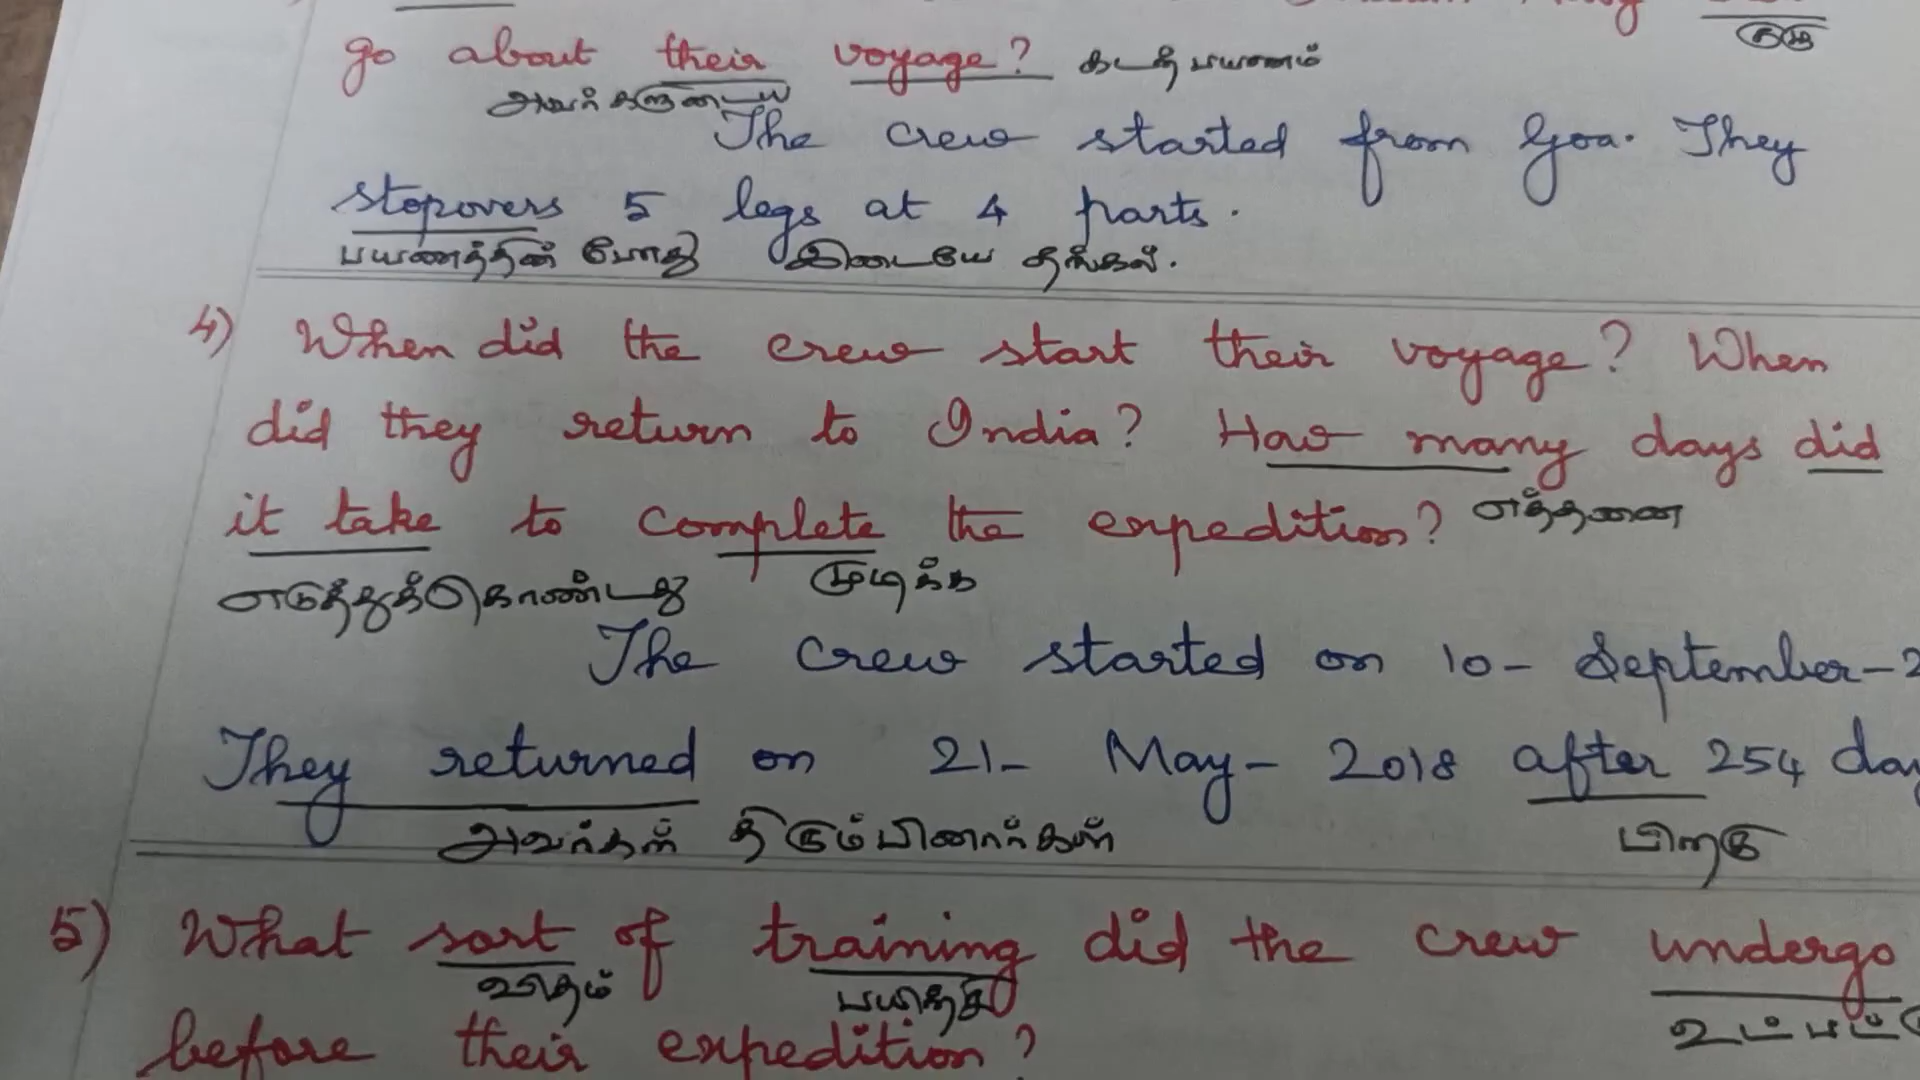 go about their voyage? கடற்பயணம்
அவர்களுடைய
The crew started from Goa. They
stopovers 5 legs at 4 parts.
பயணத்தின் போது இடையே தங்கல்.
4) When did the crew start their voyage? When
did they return to India? How many days did
it take to complete the expedition? எத்தனை
எடுத்துக்கொண்டது முடிக்க
The crew started on 10- September-2
They returned on 21- May- 2018 after 254 day
அவர்கள் திரும்பினார்கள் பிறகு
5) What sort of training did the crew undergo
விதம் பயிற்சி
before their expedition?